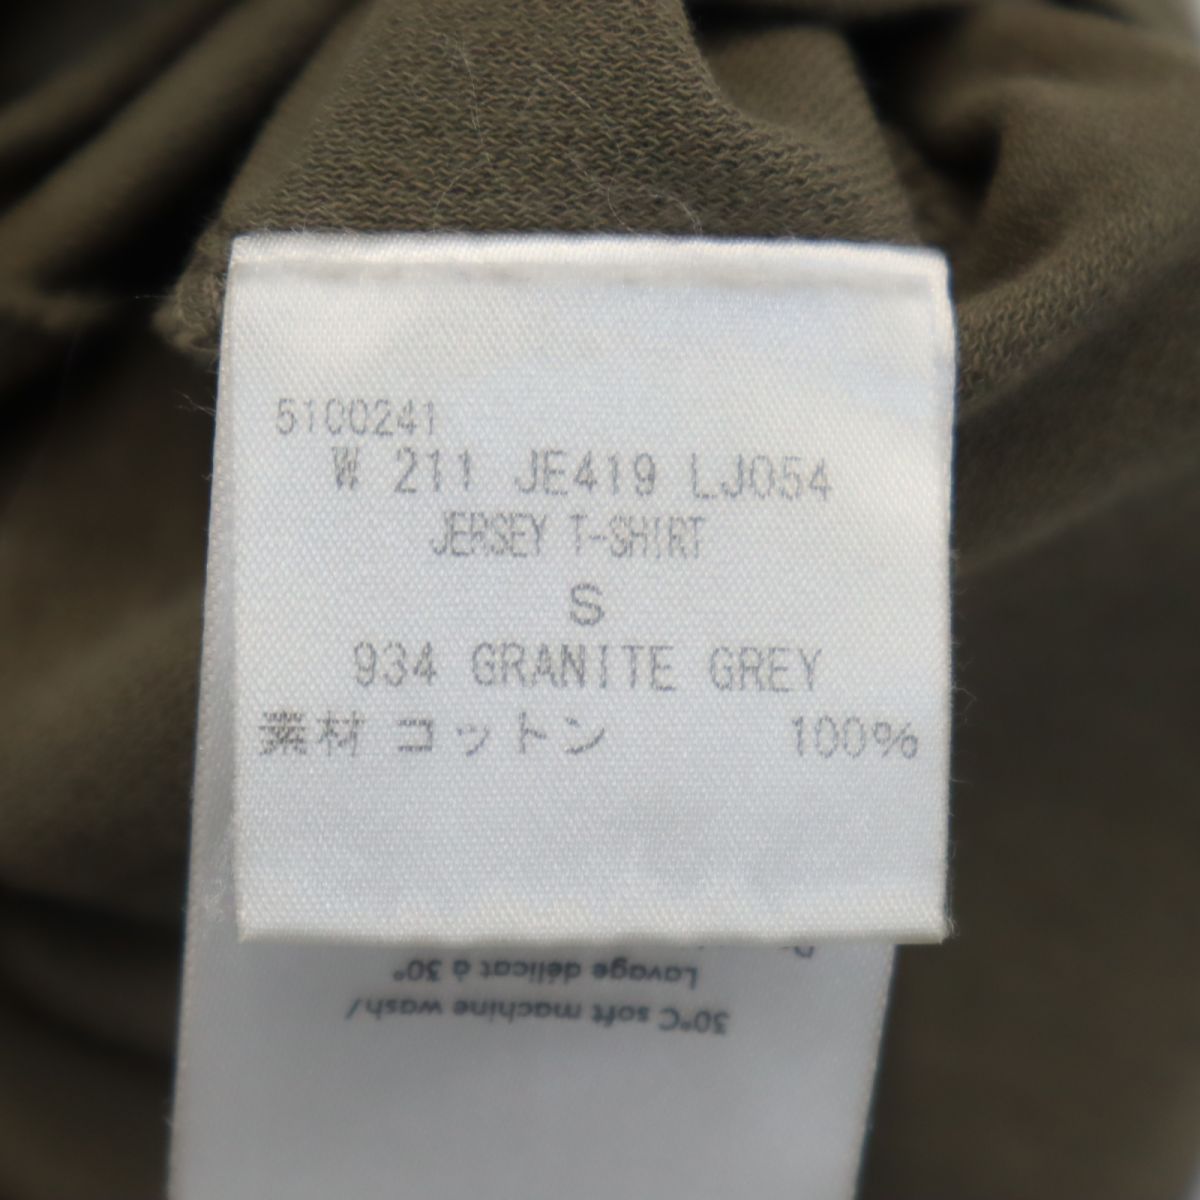 5100241
W 211 JE419 LJ054
JERSEY T-SHIRT
S
934 GRANITE GREY
素材 コットン 100%
30°C soft machine wash/
Lavage délicat à 30°